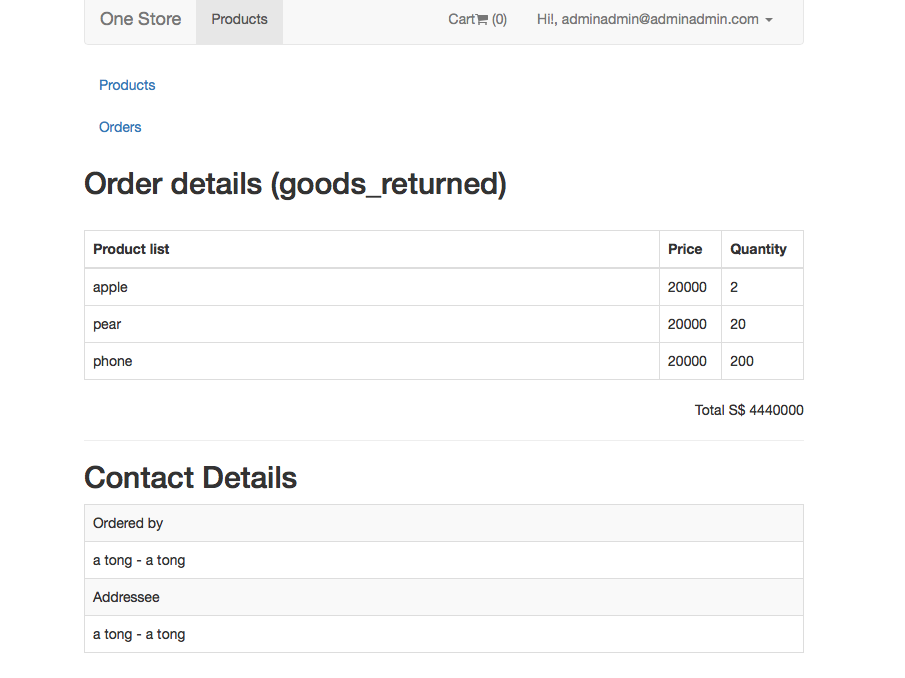 One Store Products Cart (0) Hi!, adminadmin@adminadmin.com
Products
Orders
Order details (goods_returned)
Product list Price Quantity
apple 20000 2
pear 20000 20
phone 20000 200
Total S$ 4440000
Contact Details
Ordered by
a tong - a tong
Addressee
a tong - a tong